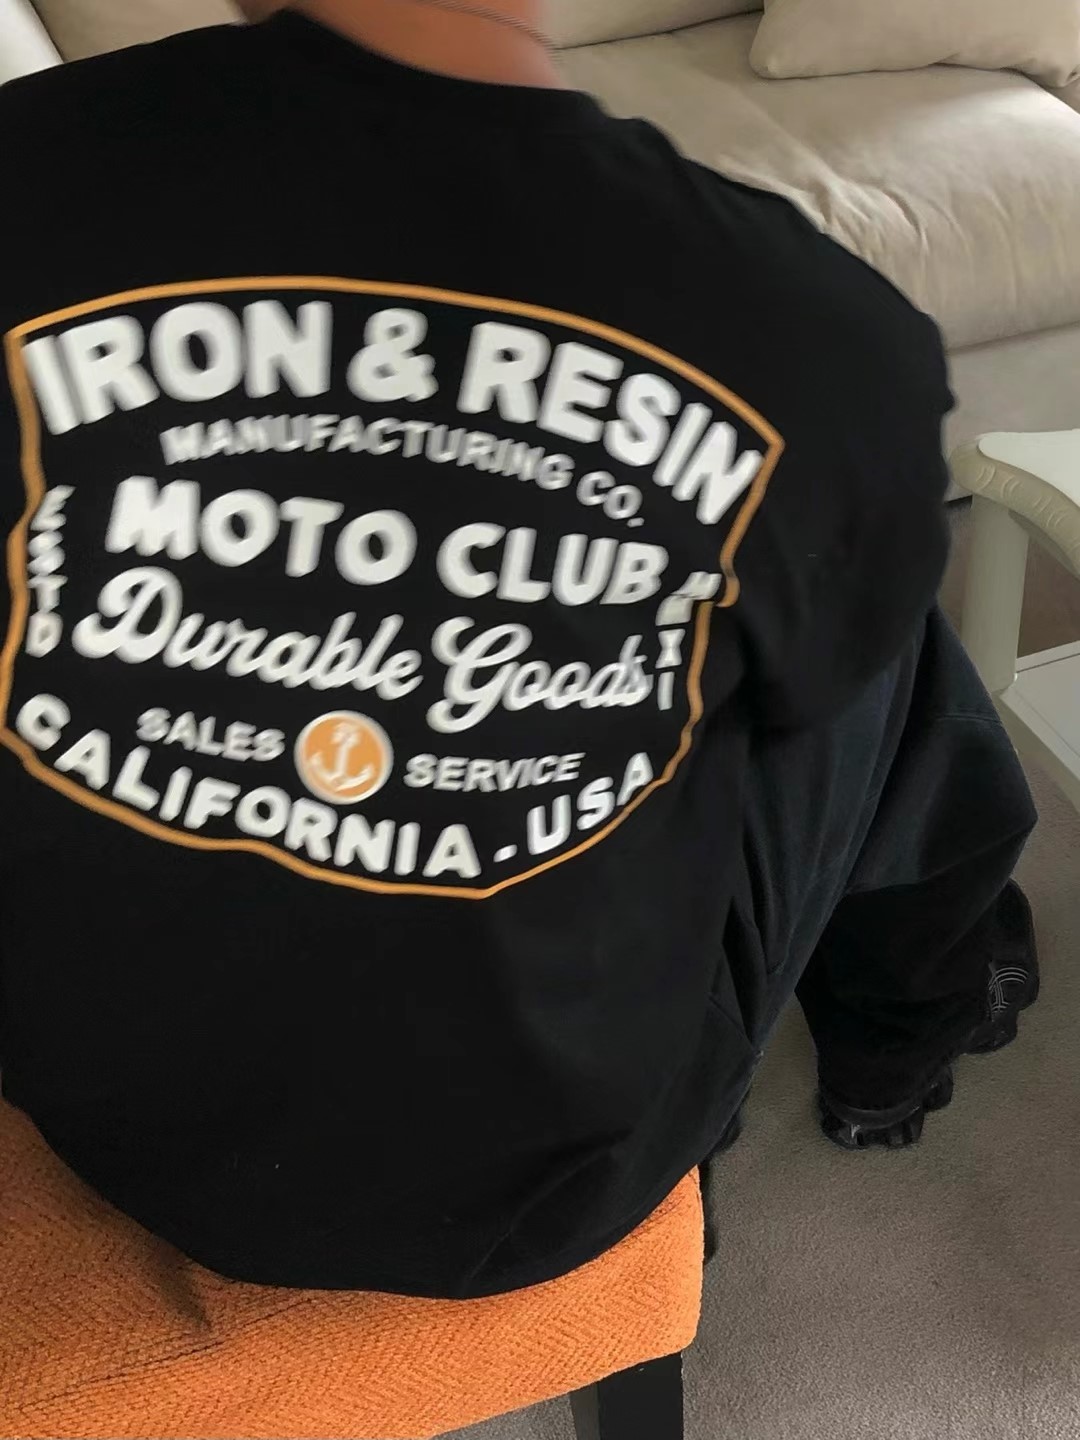 IRON & RESIN
MANUFACTURING CO.
MOTO CLUB
ESTD
Durable Goods
SALES SERVICE
CALIFORNIA . USA